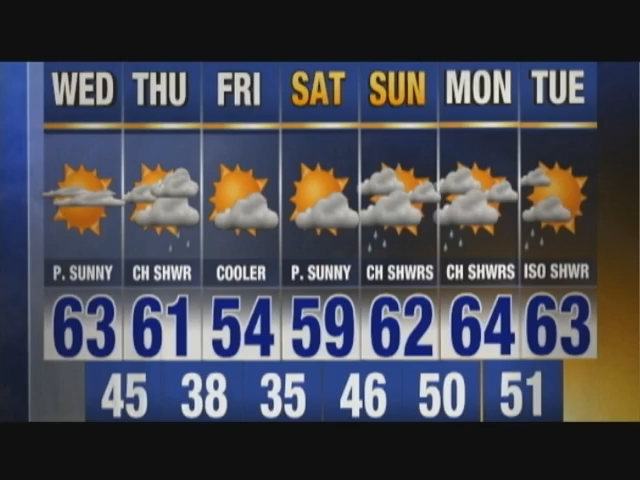 WED THU FRI SAT SUN MON TUE
P. SUNNY CH SHWR COOLER P. SUNNY CH SHWRS CH SHWRS ISO SHWR
63 61 54 59 62 64 63
45 38 35 46 50 51